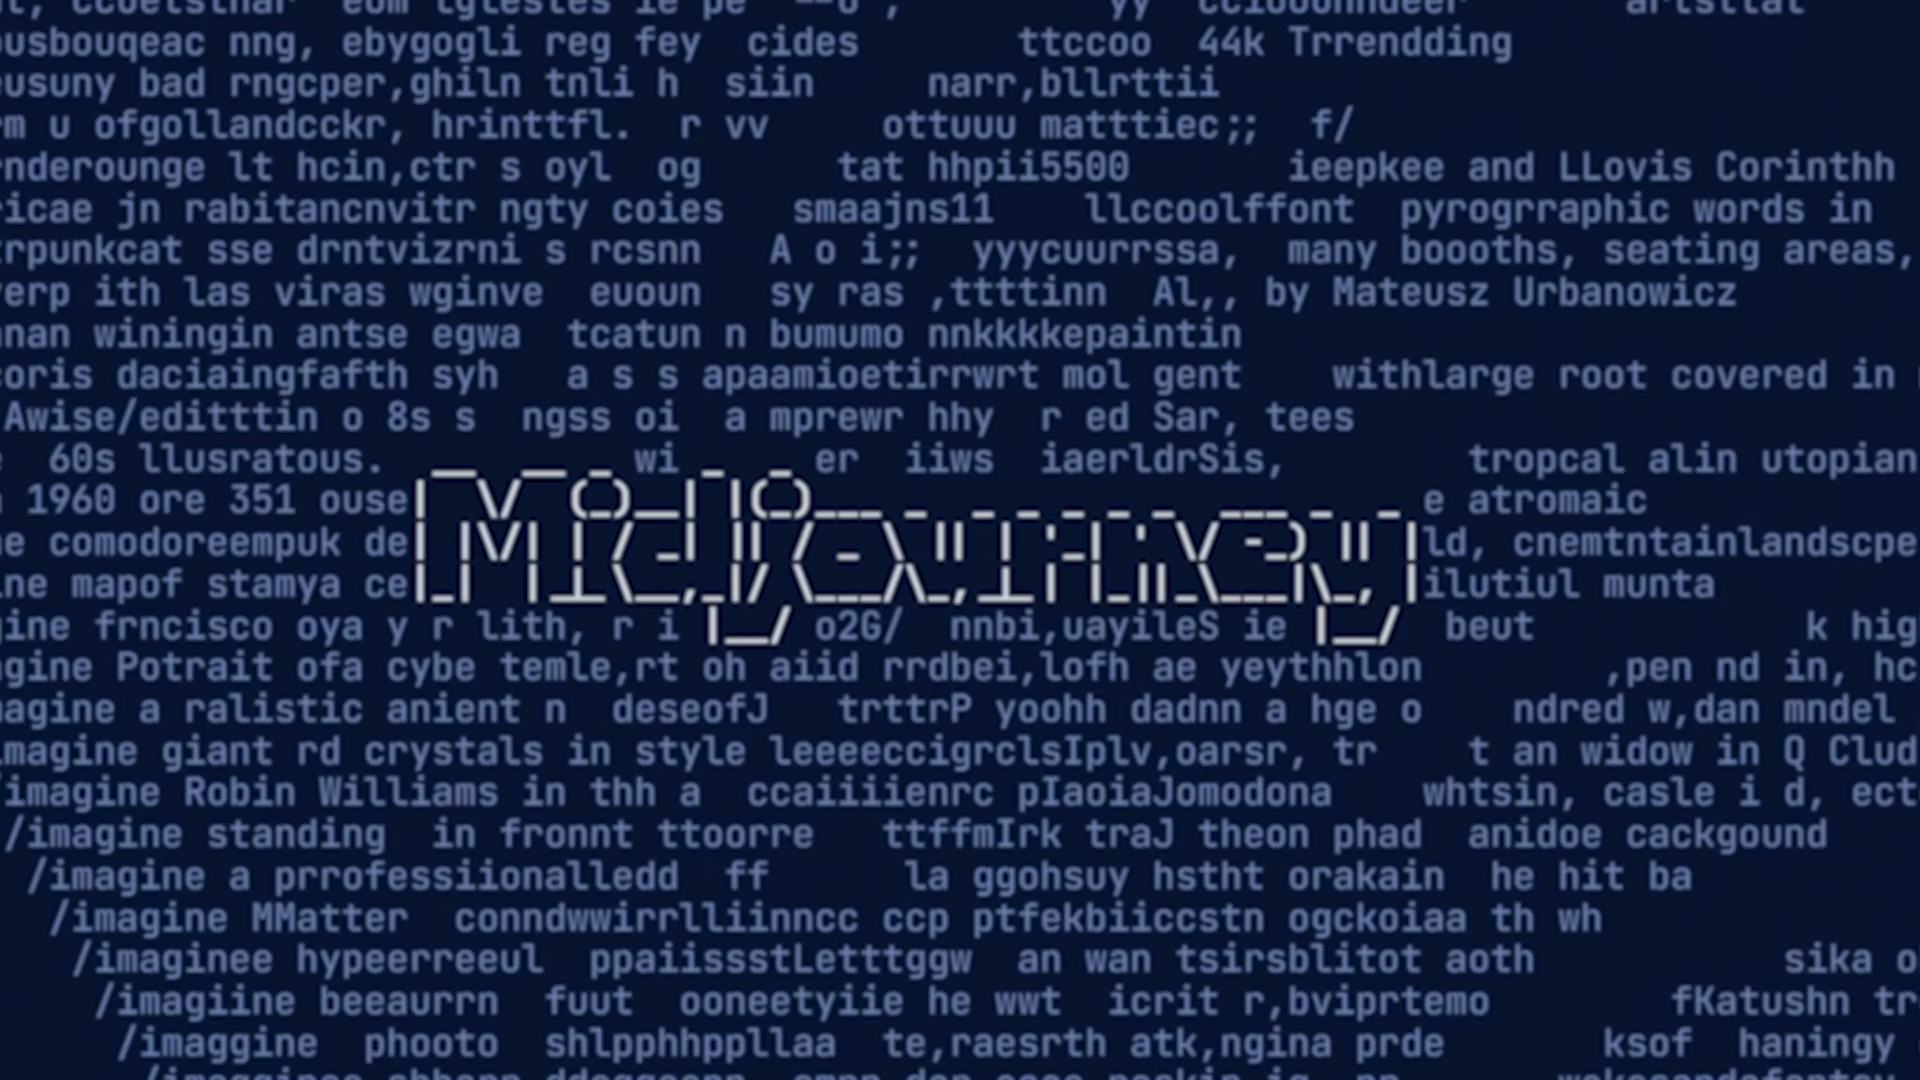 ousbouqeac nng, ebygogli reg fey cides ttccoo 44k Trrendding
eusuny bad rngcper,ghiln tnli h siin narr,bllrttii
rm u ofgollandcckr, hrinttfl. r vv ottuuu matttiec;; f/
rnderounge lt hcin,ctr s oyl og tat hhpii5500 ieepkee and LLovis Corinthh
ricae jn rabitancnvitr ngty coies smaajns11 llccoolffont pyrogrraphic words in
trpunkcat sse drntvizrni s rcsnn A o i;; yyycuurrssa, many boooths, seating areas,
verp ith las viras wginve euoun sy ras ,ttttinn Al,, by Mateusz Urbanowicz
anan winingin antse egwa tcatun n bumumo nnkkkkepaintin
coris daciaingfafth syh a s s apaamioetirrwrt mol gent withlarge root covered in
Awise/editttin o 8s s ngss oi a mprewr hhy r ed Sar, tees
e 60s llusratous. wi er iiws iaerldrSis, tropcal alin utopian
1960 ore 351 ouse e atromaic
Midjourney
ne comodoreempuk de ld, cnemtntainlandscpe
ine mapof stamya ce ilutiul munta
gine frncisco oya y r lith, r i o2G/ nnbi,uayileS ie beut k hig
agine Potrait ofa cybe temle,rt oh aiid rrdbei,lofh ae yeythhlon ,pen nd in, hc
magine a ralistic anient n deseofJ trttrP yoohh dadnn a hge o ndred w,dan mndel
imagine giant rd crystals in style leeeeccigrclsIplv,oarsr, tr t an widow in Q Clud
/imagine Robin Williams in thh a ccaiiiienrc pIaoiaJomodona whtsin, casle i d, ect
/imagine standing in fronnt ttoorre ttffmIrk traJ theon phad anidoe cackgound
/imagine a prrofessiionalledd ff la ggohsuy hstht orakain he hit ba
/imagine MMatter conndwwirrlliinncc ccp ptfekbiiccstn ogckoiaa th wh
/imaginee hypeerreeul ppaiissstLetttggw an wan tsirsblitot aoth sika o
/imagiine beeaurrn fuut ooneetyiie he wwt icrit r,bviprtemo fKatushn tr
/imaggine phooto shlpphhppllaa te,raesrth atk,ngina prde ksof haningy